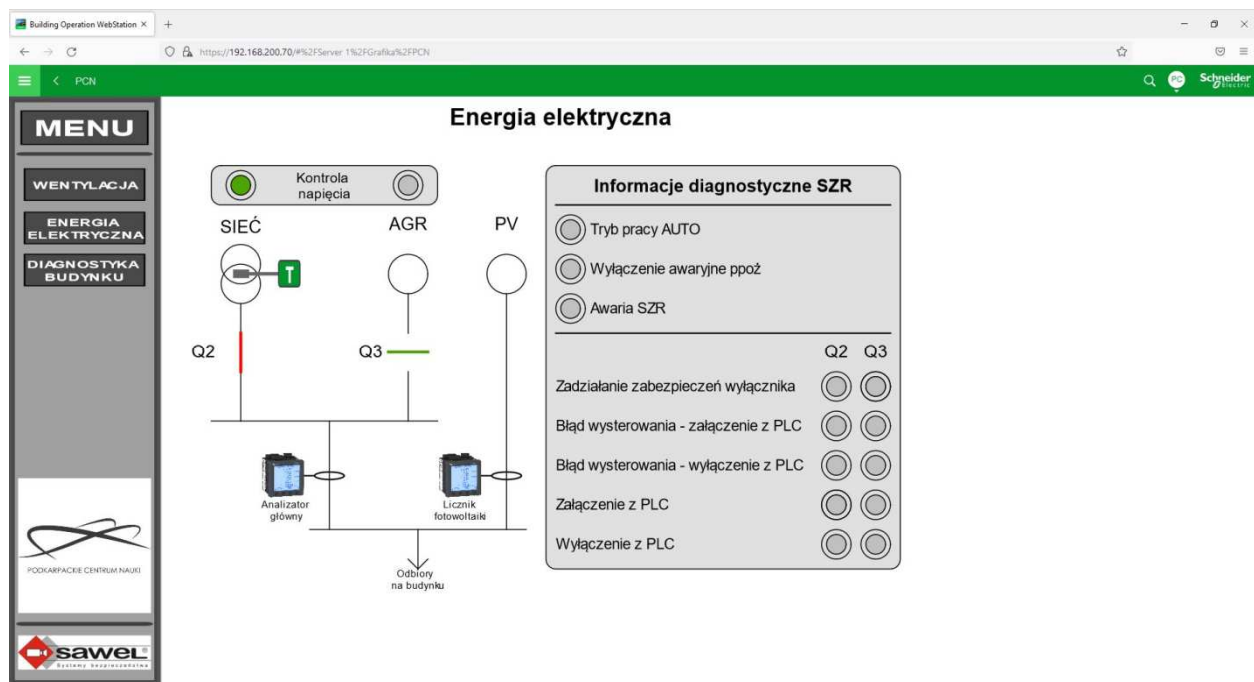 Building Operation WebStation
https://192.168.200.70/#%2FServer 1%2FGrafika%2FPCN
PCN
PC
Schneider
Electric
MENU
WENTYLACJA
ENERGIA
ELEKTRYCZNA
DIAGNOSTYKA
BUDYNKU
PODKARPACKIE CENTRUM NAUKI
SAWEL
Systemy bezpieczeństwa
Energia elektryczna
Kontrola
napięcia
SIEĆ
AGR
PV
T
Q2
Q3
Analizator
główny
Licznik
fotowoltaiki
Odbiory
na budynku
Informacje diagnostyczne SZR
Tryb pracy AUTO
Wyłączenie awaryjne ppoż
Awaria SZR
Q2 Q3
Zadziałanie zabezpieczeń wyłącznika
Błąd wysterowania - załączenie z PLC
Błąd wysterowania - wyłączenie z PLC
Załączenie z PLC
Wyłączenie z PLC